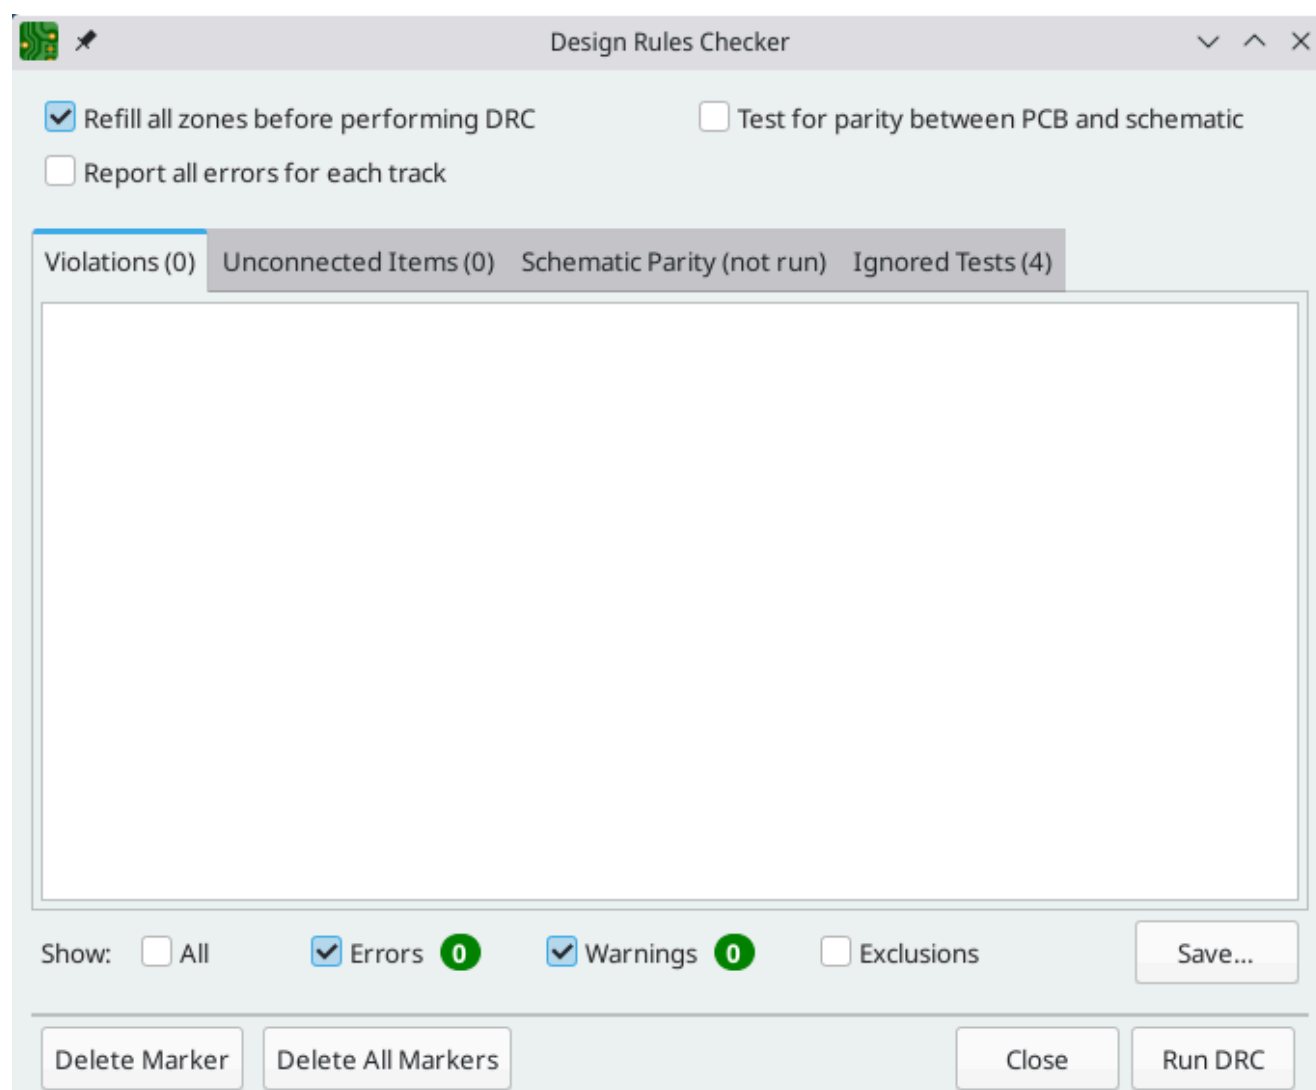 Design Rules Checker
Refill all zones before performing DRC
Test for parity between PCB and schematic
Report all errors for each track
Violations (0) Unconnected Items (0) Schematic Parity (not run) Ignored Tests (4)
Show: All Errors 0 Warnings 0 Exclusions Save...
Delete Marker Delete All Markers Close Run DRC